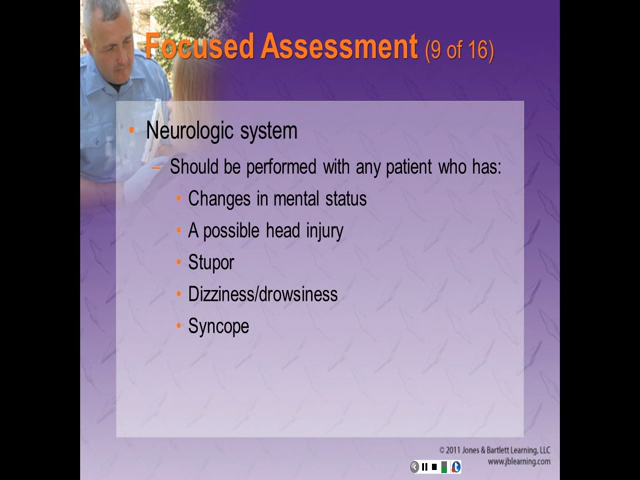 Focused Assessment (9 of 16)
• Neurologic system
– Should be performed with any patient who has:
• Changes in mental status
• A possible head injury
• Stupor
• Dizziness/drowsiness
• Syncope
© 2011 Jones & Bartlett Learning, LLC
www.jblearning.com